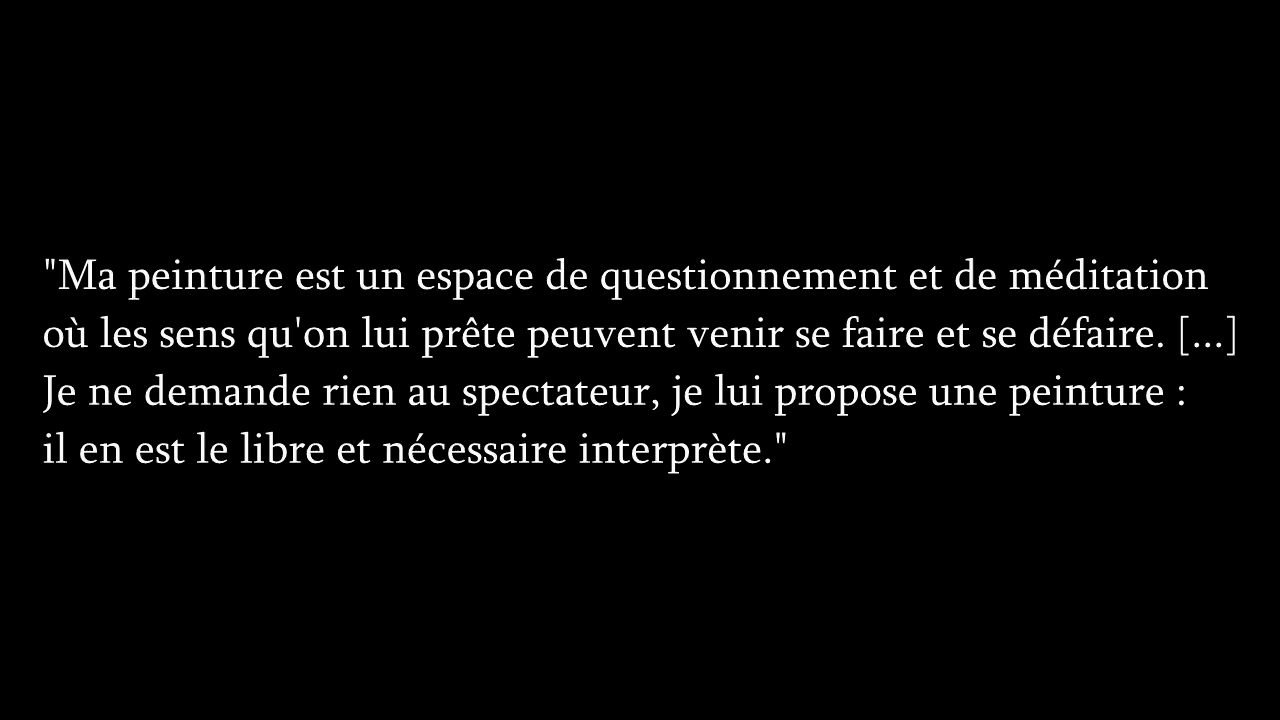 "Ma peinture est un espace de questionnement et de méditation
où les sens qu'on lui prête peuvent venir se faire et se défaire. [...]
Je ne demande rien au spectateur, je lui propose une peinture :
il en est le libre et nécessaire interprète."